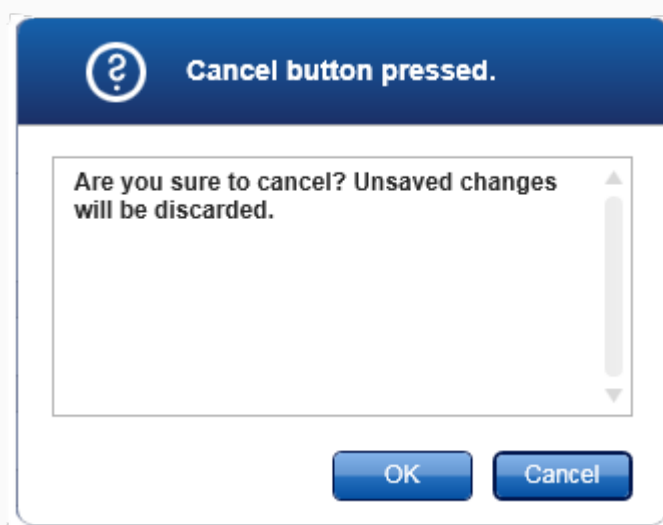 Cancel button pressed.
Are you sure to cancel? Unsaved changes
will be discarded.
OK
Cancel